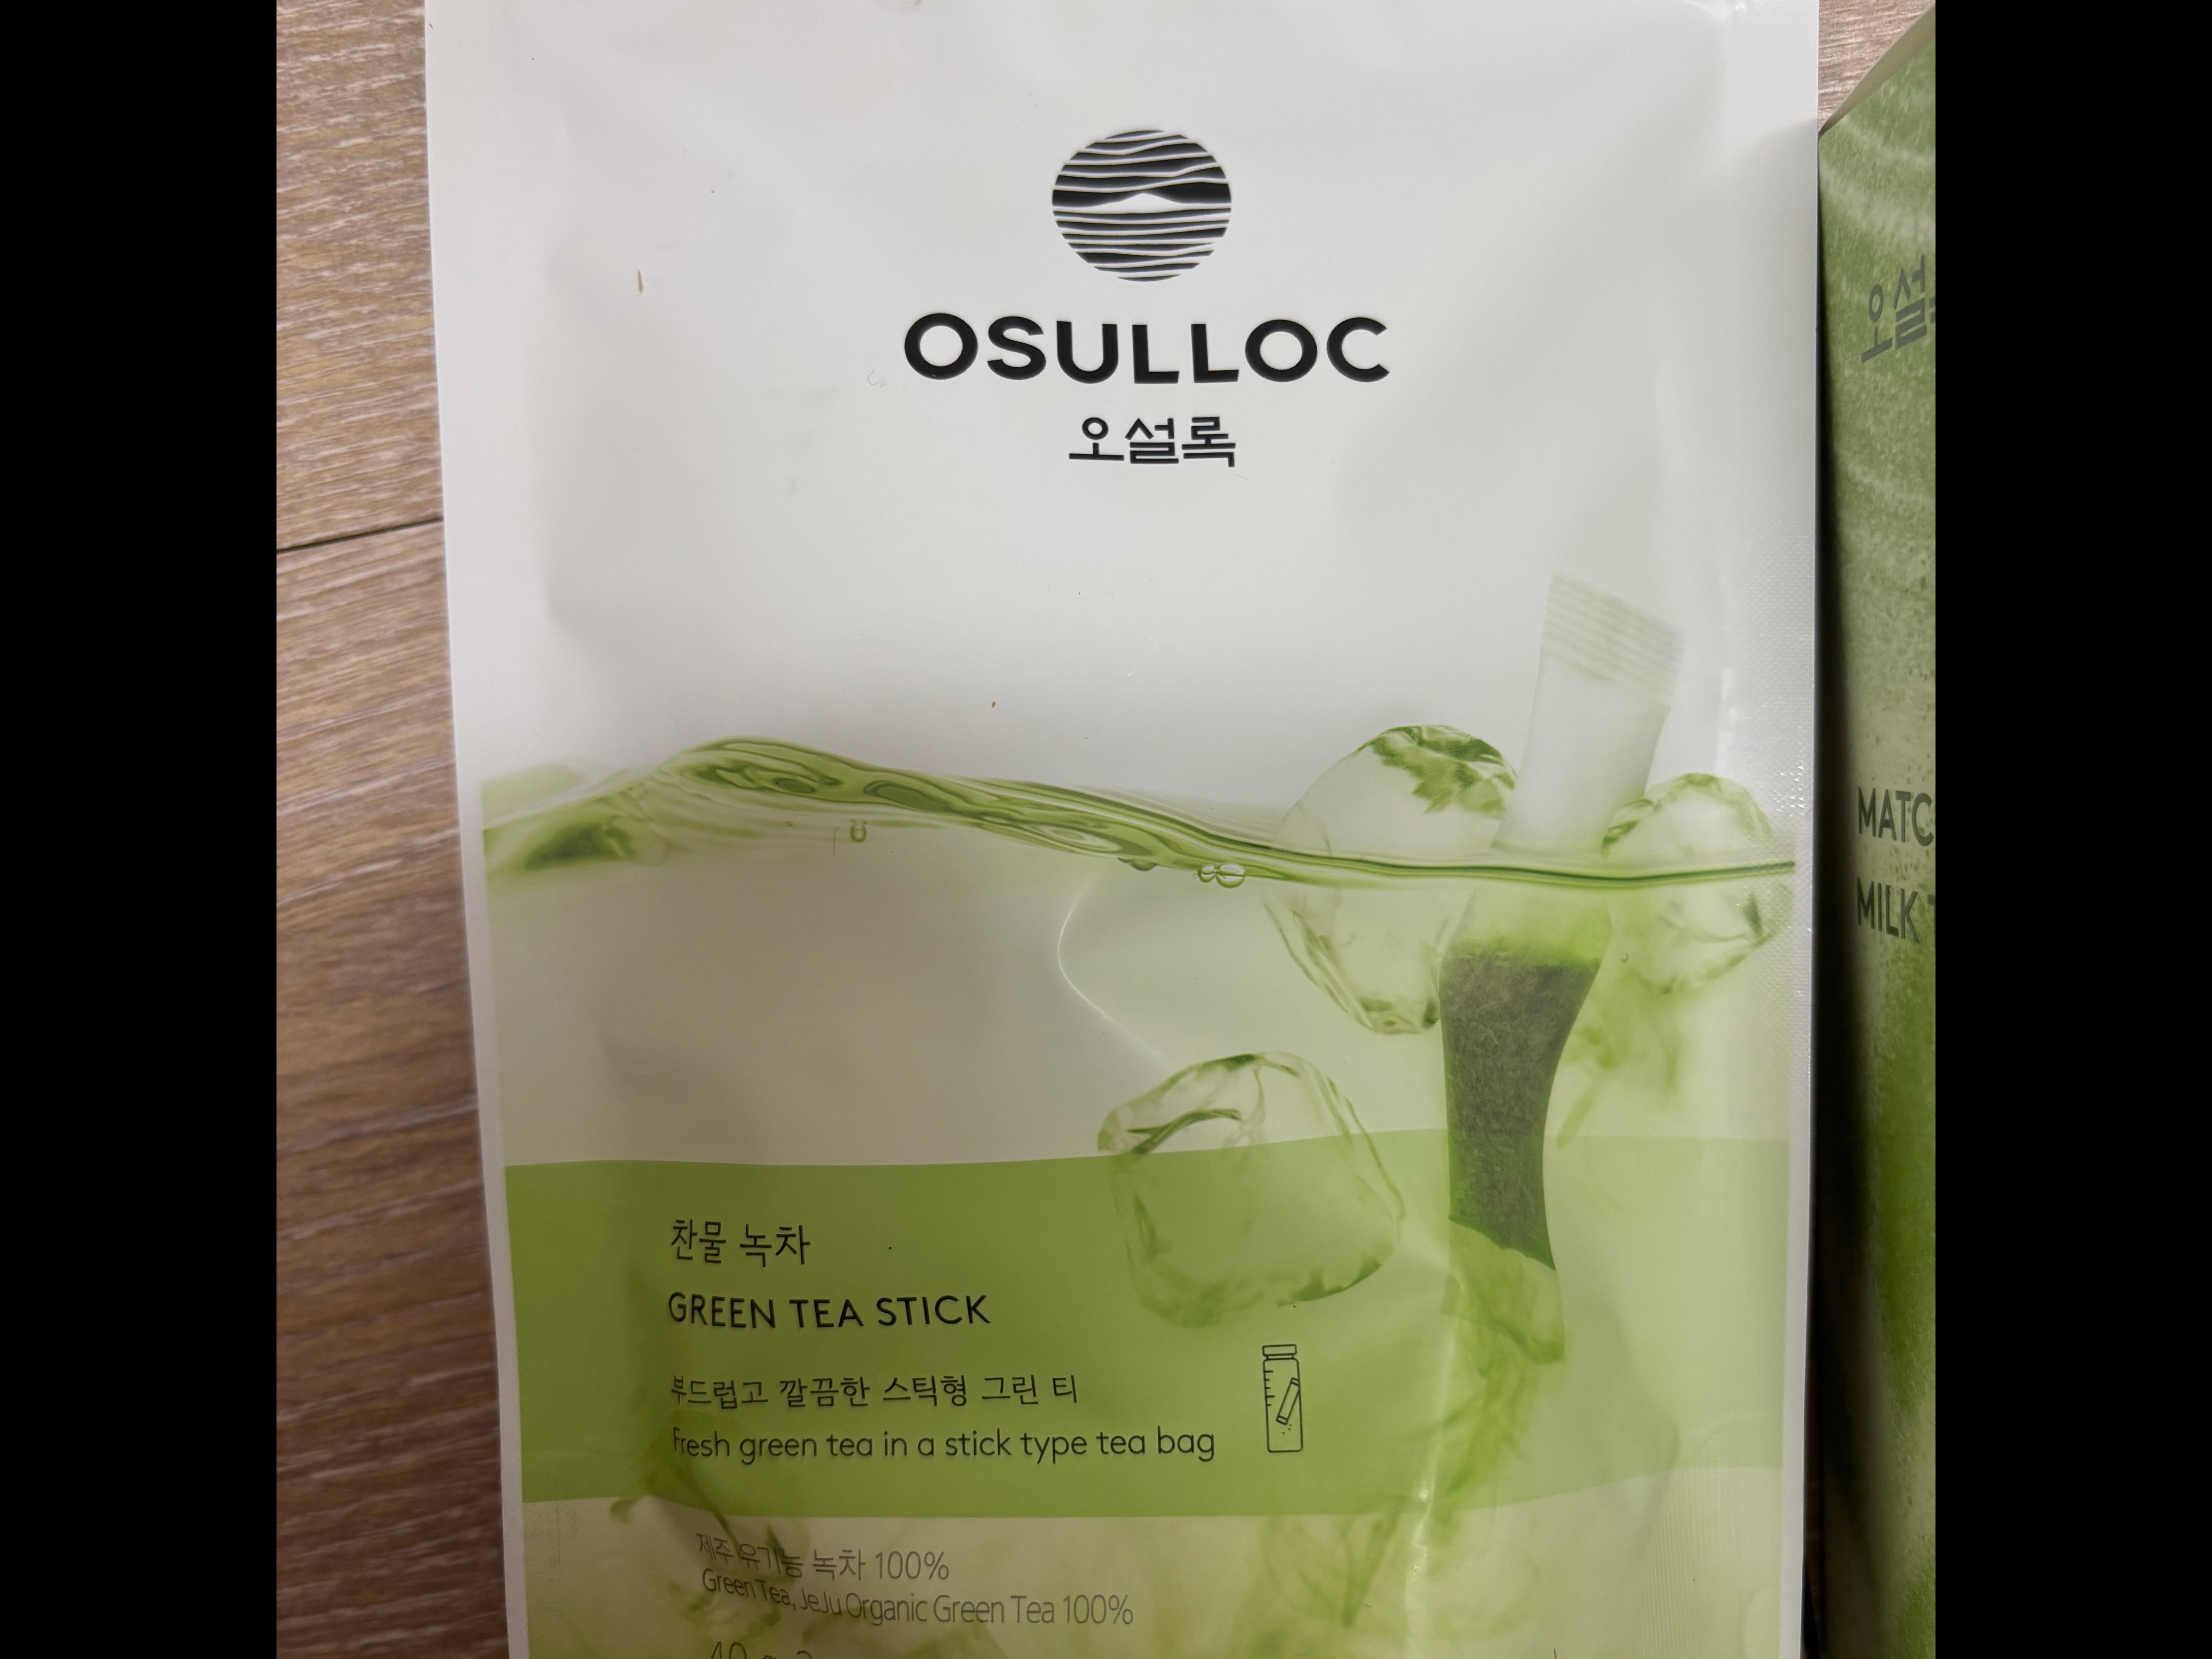 OSULLOC
오설록
찬물 녹차
GREEN TEA STICK
부드럽고 깔끔한 스틱형 그린 티
Fresh green tea in a stick type tea bag
제주 유기농 녹차 100%
Green Tea, JeJu Organic Green Tea 100%
오설
MATC
MILK